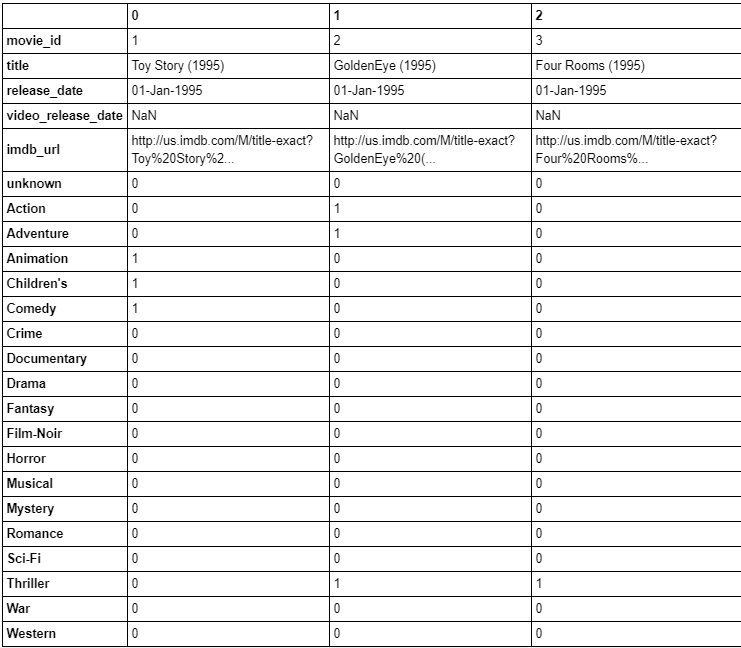 0 1 2
movie_id 1 2 3
title Toy Story (1995) GoldenEye (1995) Four Rooms (1995)
release_date 01-Jan-1995 01-Jan-1995 01-Jan-1995
video_release_date NaN NaN NaN
imdb_url http://us.imdb.com/M/title-exact? http://us.imdb.com/M/title-exact? http://us.imdb.com/M/title-exact?
Toy%20Story%2... GoldenEye%20(... Four%20Rooms%...
unknown 0 0 0
Action 0 1 0
Adventure 0 1 0
Animation 1 0 0
Children's 1 0 0
Comedy 1 0 0
Crime 0 0 0
Documentary 0 0 0
Drama 0 0 0
Fantasy 0 0 0
Film-Noir 0 0 0
Horror 0 0 0
Musical 0 0 0
Mystery 0 0 0
Romance 0 0 0
Sci-Fi 0 0 0
Thriller 0 1 1
War 0 0 0
Western 0 0 0